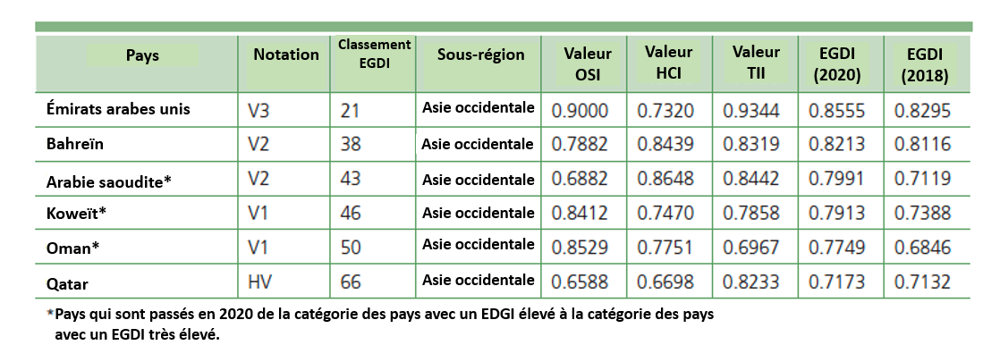 Pays Notation Classement EGDI Sous-région Valeur OSI Valeur HCI Valeur TII EGDI (2020) EGDI (2018)
Émirats arabes unis V3 21 Asie occidentale 0.9000 0.7320 0.9344 0.8555 0.8295
Bahreïn V2 38 Asie occidentale 0.7882 0.8439 0.8319 0.8213 0.8116
Arabie saoudite* V2 43 Asie occidentale 0.6882 0.8648 0.8442 0.7991 0.7119
Koweït* V1 46 Asie occidentale 0.8412 0.7470 0.7858 0.7913 0.7388
Oman* V1 50 Asie occidentale 0.8529 0.7751 0.6967 0.7749 0.6846
Qatar HV 66 Asie occidentale 0.6588 0.6698 0.8233 0.7173 0.7132
*Pays qui sont passés en 2020 de la catégorie des pays avec un EDGI élevé à la catégorie des pays
avec un EGDI très élevé.